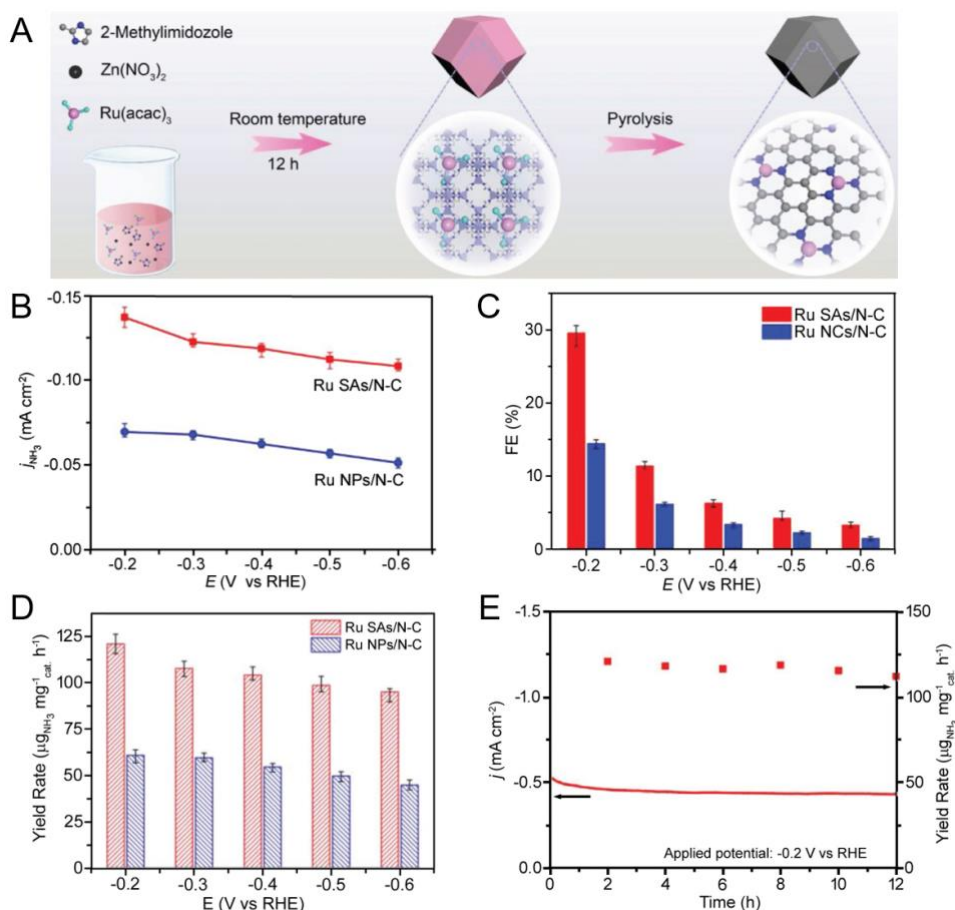 A
2-Methylimidozole
Zn(NO₃)₂
Ru(acac)₃
Room temperature
12 h
Pyrolysis
B
-0.15
-0.10
-0.05
0.00
j_NH₃ (mA cm⁻²)
Ru SAs/N-C
Ru NPs/N-C
-0.2 -0.3 -0.4 -0.5 -0.6
E (V vs RHE)
C
30
20
10
0
FE (%)
Ru SAs/N-C
Ru NCs/N-C
-0.2 -0.3 -0.4 -0.5 -0.6
E (V vs RHE)
D
125
100
75
50
25
0
Yield Rate (μg_NH₃ mg⁻¹_cat. h⁻¹)
Ru SAs/N-C
Ru NPs/N-C
-0.2 -0.3 -0.4 -0.5 -0.6
E (V vs RHE)
E
-1.5
-1.0
-0.5
0.0
j (mA cm⁻²)
150
100
50
0
Yield Rate (μg_NH₃ mg⁻¹_cat. h⁻¹)
Applied potential: -0.2 V vs RHE
0 2 4 6 8 10 12
Time (h)